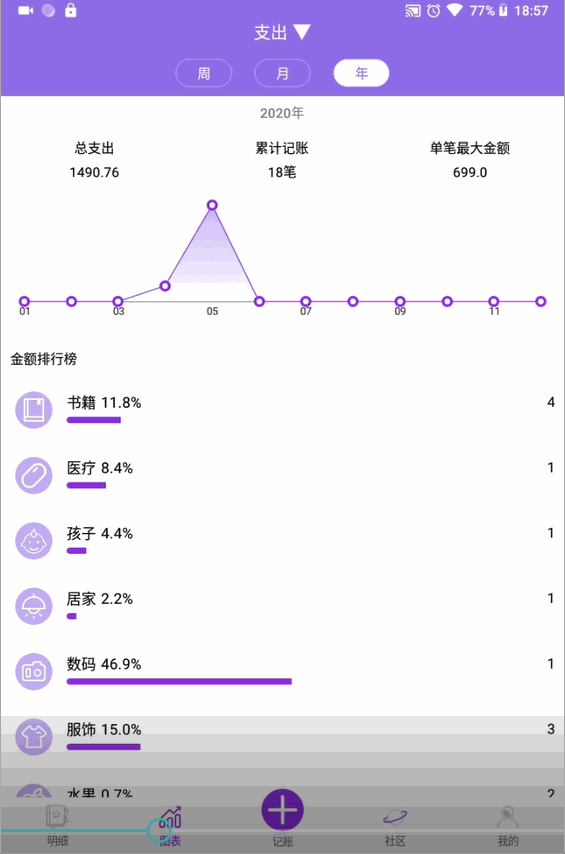 77% 18:57
支出
周 月 年
2020年
总支出 累计记账 单笔最大金额
1490.76 18笔 699.0
01 03 05 07 09 11
金额排行榜
书籍 11.8% 4
医疗 8.4% 1
孩子 4.4% 1
居家 2.2% 1
数码 46.9% 1
服饰 15.0% 3
水果 0.7% 2
明细 图表 记账 社区 我的